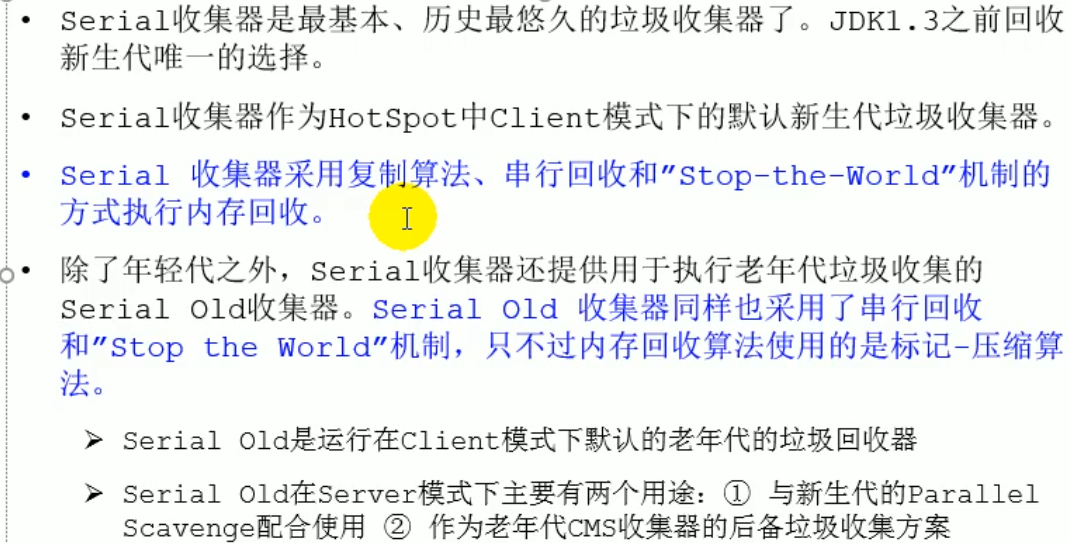 • Serial收集器是最基本、历史最悠久的垃圾收集器了。JDK1.3之前回收
新生代唯一的选择。
• Serial收集器作为HotSpot中Client模式下的默认新生代垃圾收集器。
• Serial 收集器采用复制算法、串行回收和"Stop-the-World"机制的
方式执行内存回收。
• 除了年轻代之外，Serial收集器还提供用于执行老年代垃圾收集的
Serial Old收集器。Serial Old 收集器同样也采用了串行回收
和"Stop the World"机制，只不过内存回收算法使用的是标记-压缩算
法。
➢ Serial Old是运行在Client模式下默认的老年代的垃圾回收器
➢ Serial Old在Server模式下主要有两个用途：① 与新生代的Parallel
Scavenge配合使用 ② 作为老年代CMS收集器的后备垃圾收集方案